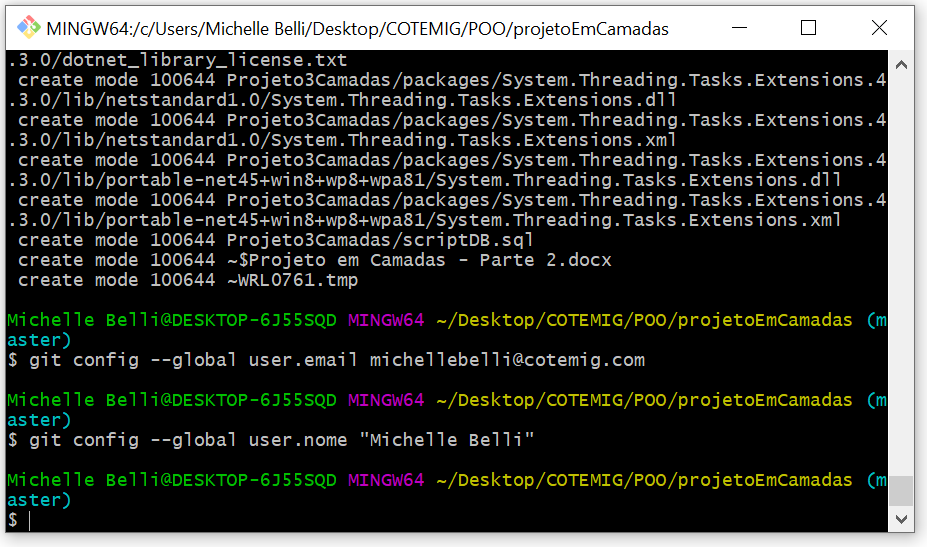 MINGW64:/c/Users/Michelle Belli/Desktop/COTEMIG/POO/projetoEmCamadas
.3.0/dotnet_library_license.txt
 create mode 100644 Projeto3Camadas/packages/System.Threading.Tasks.Extensions.4
.3.0/lib/netstandard1.0/System.Threading.Tasks.Extensions.dll
 create mode 100644 Projeto3Camadas/packages/System.Threading.Tasks.Extensions.4
.3.0/lib/netstandard1.0/System.Threading.Tasks.Extensions.xml
 create mode 100644 Projeto3Camadas/packages/System.Threading.Tasks.Extensions.4
.3.0/lib/portable-net45+win8+wp8+wpa81/System.Threading.Tasks.Extensions.dll
 create mode 100644 Projeto3Camadas/packages/System.Threading.Tasks.Extensions.4
.3.0/lib/portable-net45+win8+wp8+wpa81/System.Threading.Tasks.Extensions.xml
 create mode 100644 Projeto3Camadas/scriptDB.sql
 create mode 100644 ~$Projeto em Camadas - Parte 2.docx
 create mode 100644 ~WRL0761.tmp
Michelle Belli@DESKTOP-6J55SQD MINGW64 ~/Desktop/COTEMIG/POO/projetoEmCamadas (m
aster)
$ git config --global user.email michellebelli@cotemig.com
Michelle Belli@DESKTOP-6J55SQD MINGW64 ~/Desktop/COTEMIG/POO/projetoEmCamadas (m
aster)
$ git config --global user.nome "Michelle Belli"
Michelle Belli@DESKTOP-6J55SQD MINGW64 ~/Desktop/COTEMIG/POO/projetoEmCamadas (m
aster)
$